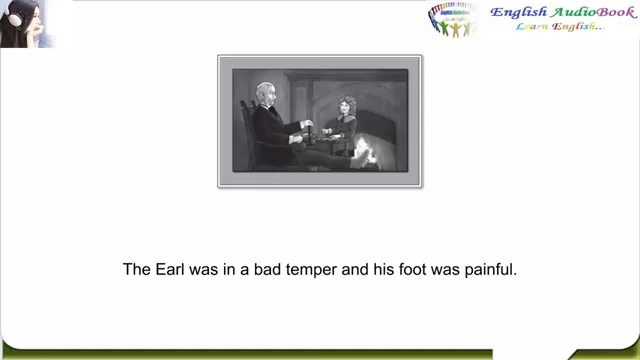 English AudioBook
Learn English...
The Earl was in a bad temper and his foot was painful.